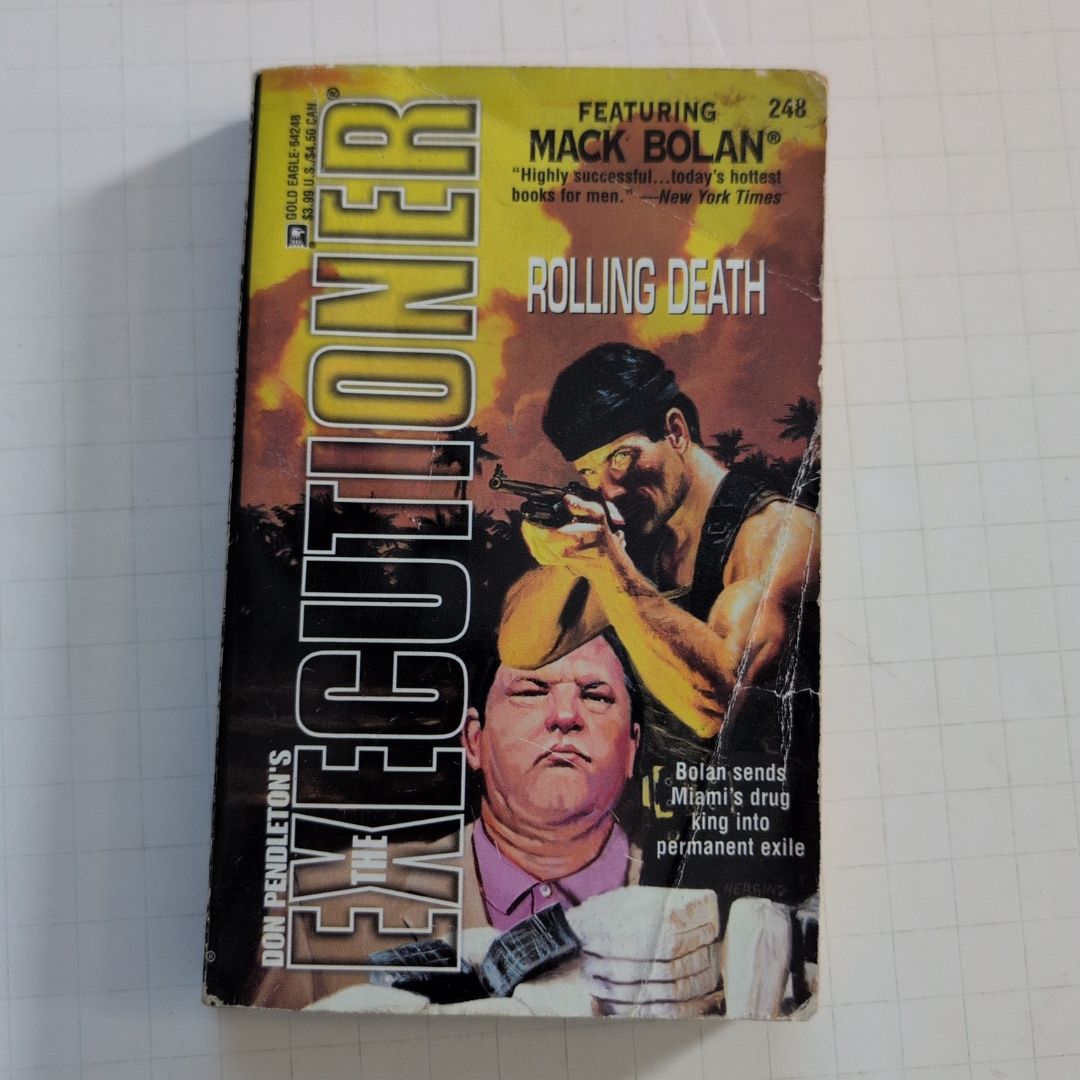 GOLD EAGLE·64248
$3.99 U.S./$4.50 CAN.
®
DON PENDLETON'S
THE
EXECUTIONER®
FEATURING
MACK BOLAN®
248
"Highly successful...today's hottest
books for men." —New York Times
ROLLING DEATH
Bolan sends
Miami's drug
king into
permanent exile
HERRING
®